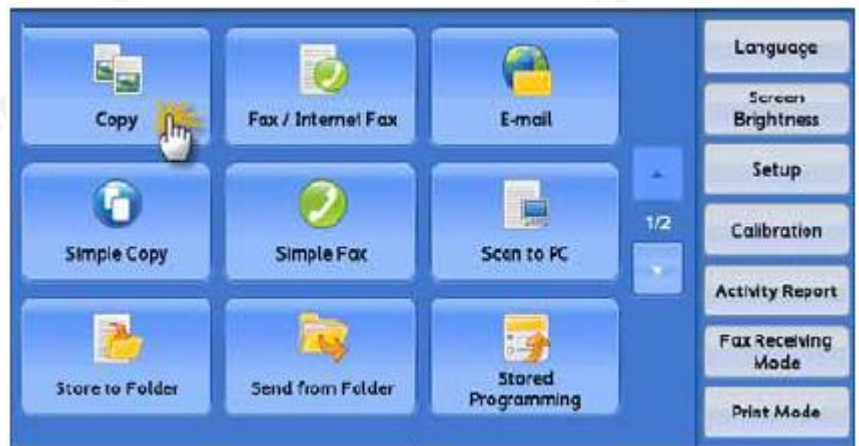 Copy
Fax / Internet Fax
E-mail
Simple Copy
Simple Fax
Scan to PC
Store to Folder
Send from Folder
Stored
Programming
1/2
Language
Screen
Brightness
Setup
Calibration
Activity Report
Fax Receiving
Mode
Print Mode